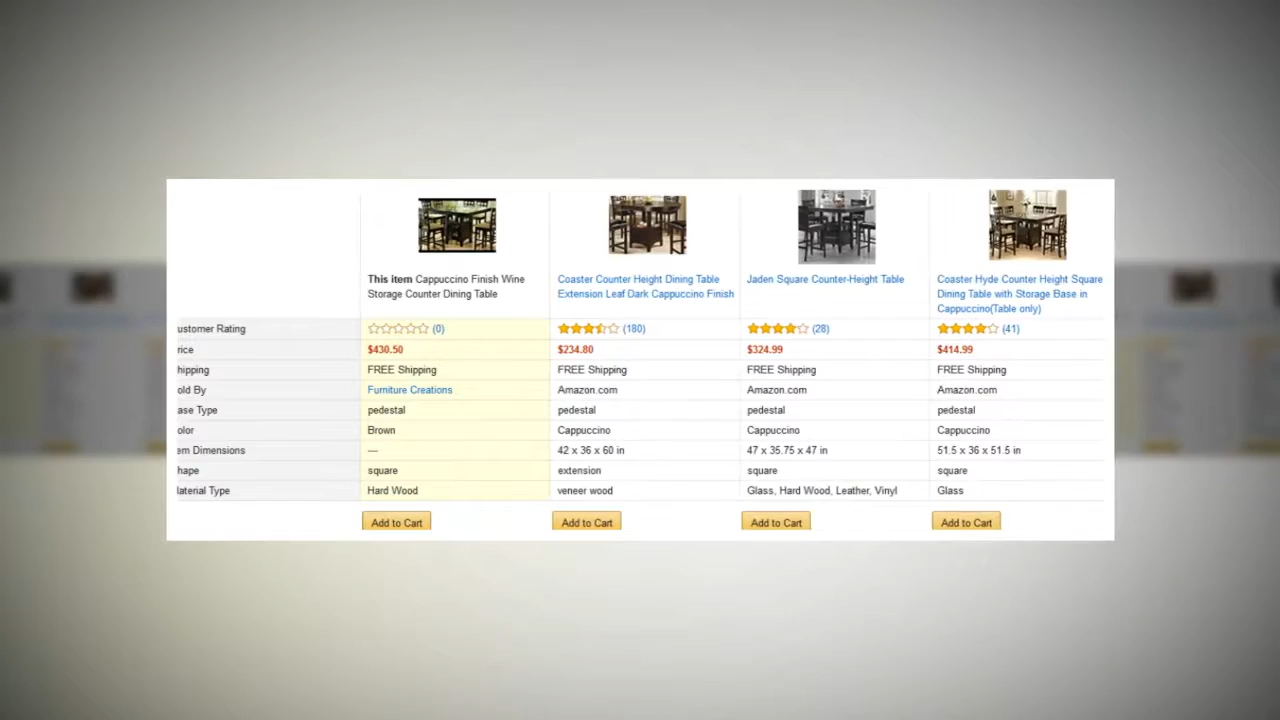 This item Cappuccino Finish Wine
Storage Counter Dining Table
Coaster Counter Height Dining Table
Extension Leaf Dark Cappuccino Finish
Jaden Square Counter-Height Table
Coaster Hyde Counter Height Square
Dining Table with Storage Base in
Cappuccino(Table only)
ustomer Rating (0) (180) (28) (41)
rice $430.50 $234.80 $324.99 $414.99
hipping FREE Shipping FREE Shipping FREE Shipping FREE Shipping
old By Furniture Creations Amazon.com Amazon.com Amazon.com
ase Type pedestal pedestal pedestal pedestal
olor Brown Cappuccino Cappuccino Cappuccino
em Dimensions — 42 x 36 x 60 in 47 x 35.75 x 47 in 51.5 x 36 x 51.5 in
hape square extension square square
laterial Type Hard Wood veneer wood Glass, Hard Wood, Leather, Vinyl Glass
Add to Cart Add to Cart Add to Cart Add to Cart